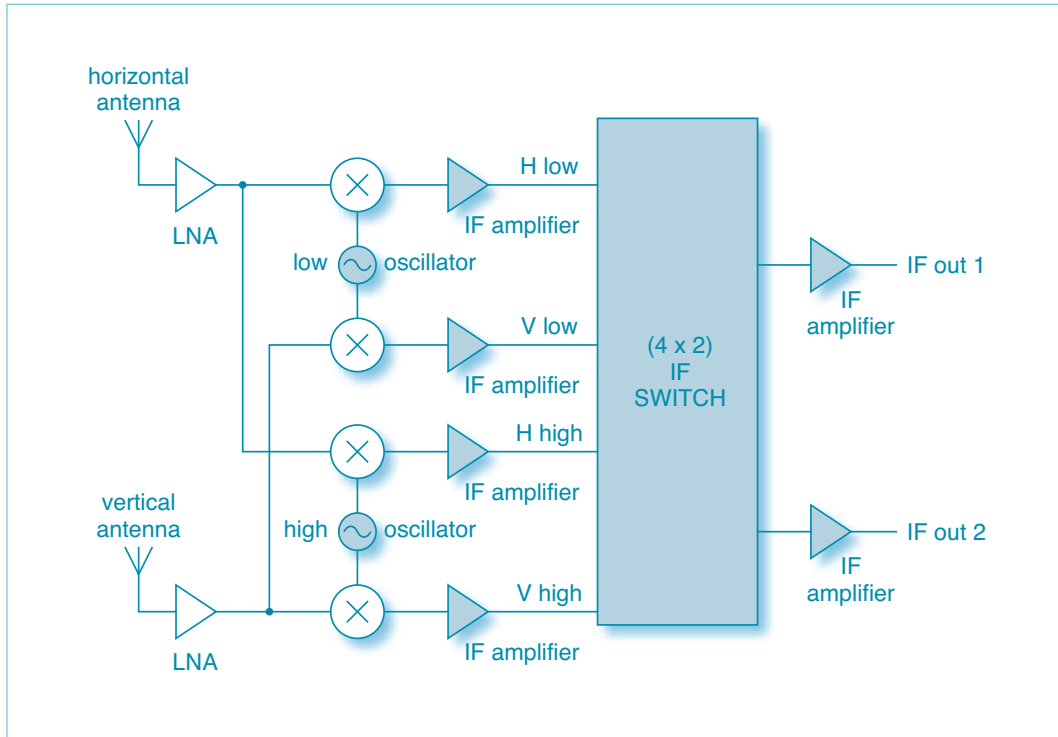 horizontal
antenna
LNA
H low
IF amplifier
low
oscillator
V low
IF amplifier
H high
IF amplifier
vertical
antenna
LNA
high
oscillator
V high
IF amplifier
(4 x 2)
IF
SWITCH
IF out 1
IF
amplifier
IF out 2
IF
amplifier